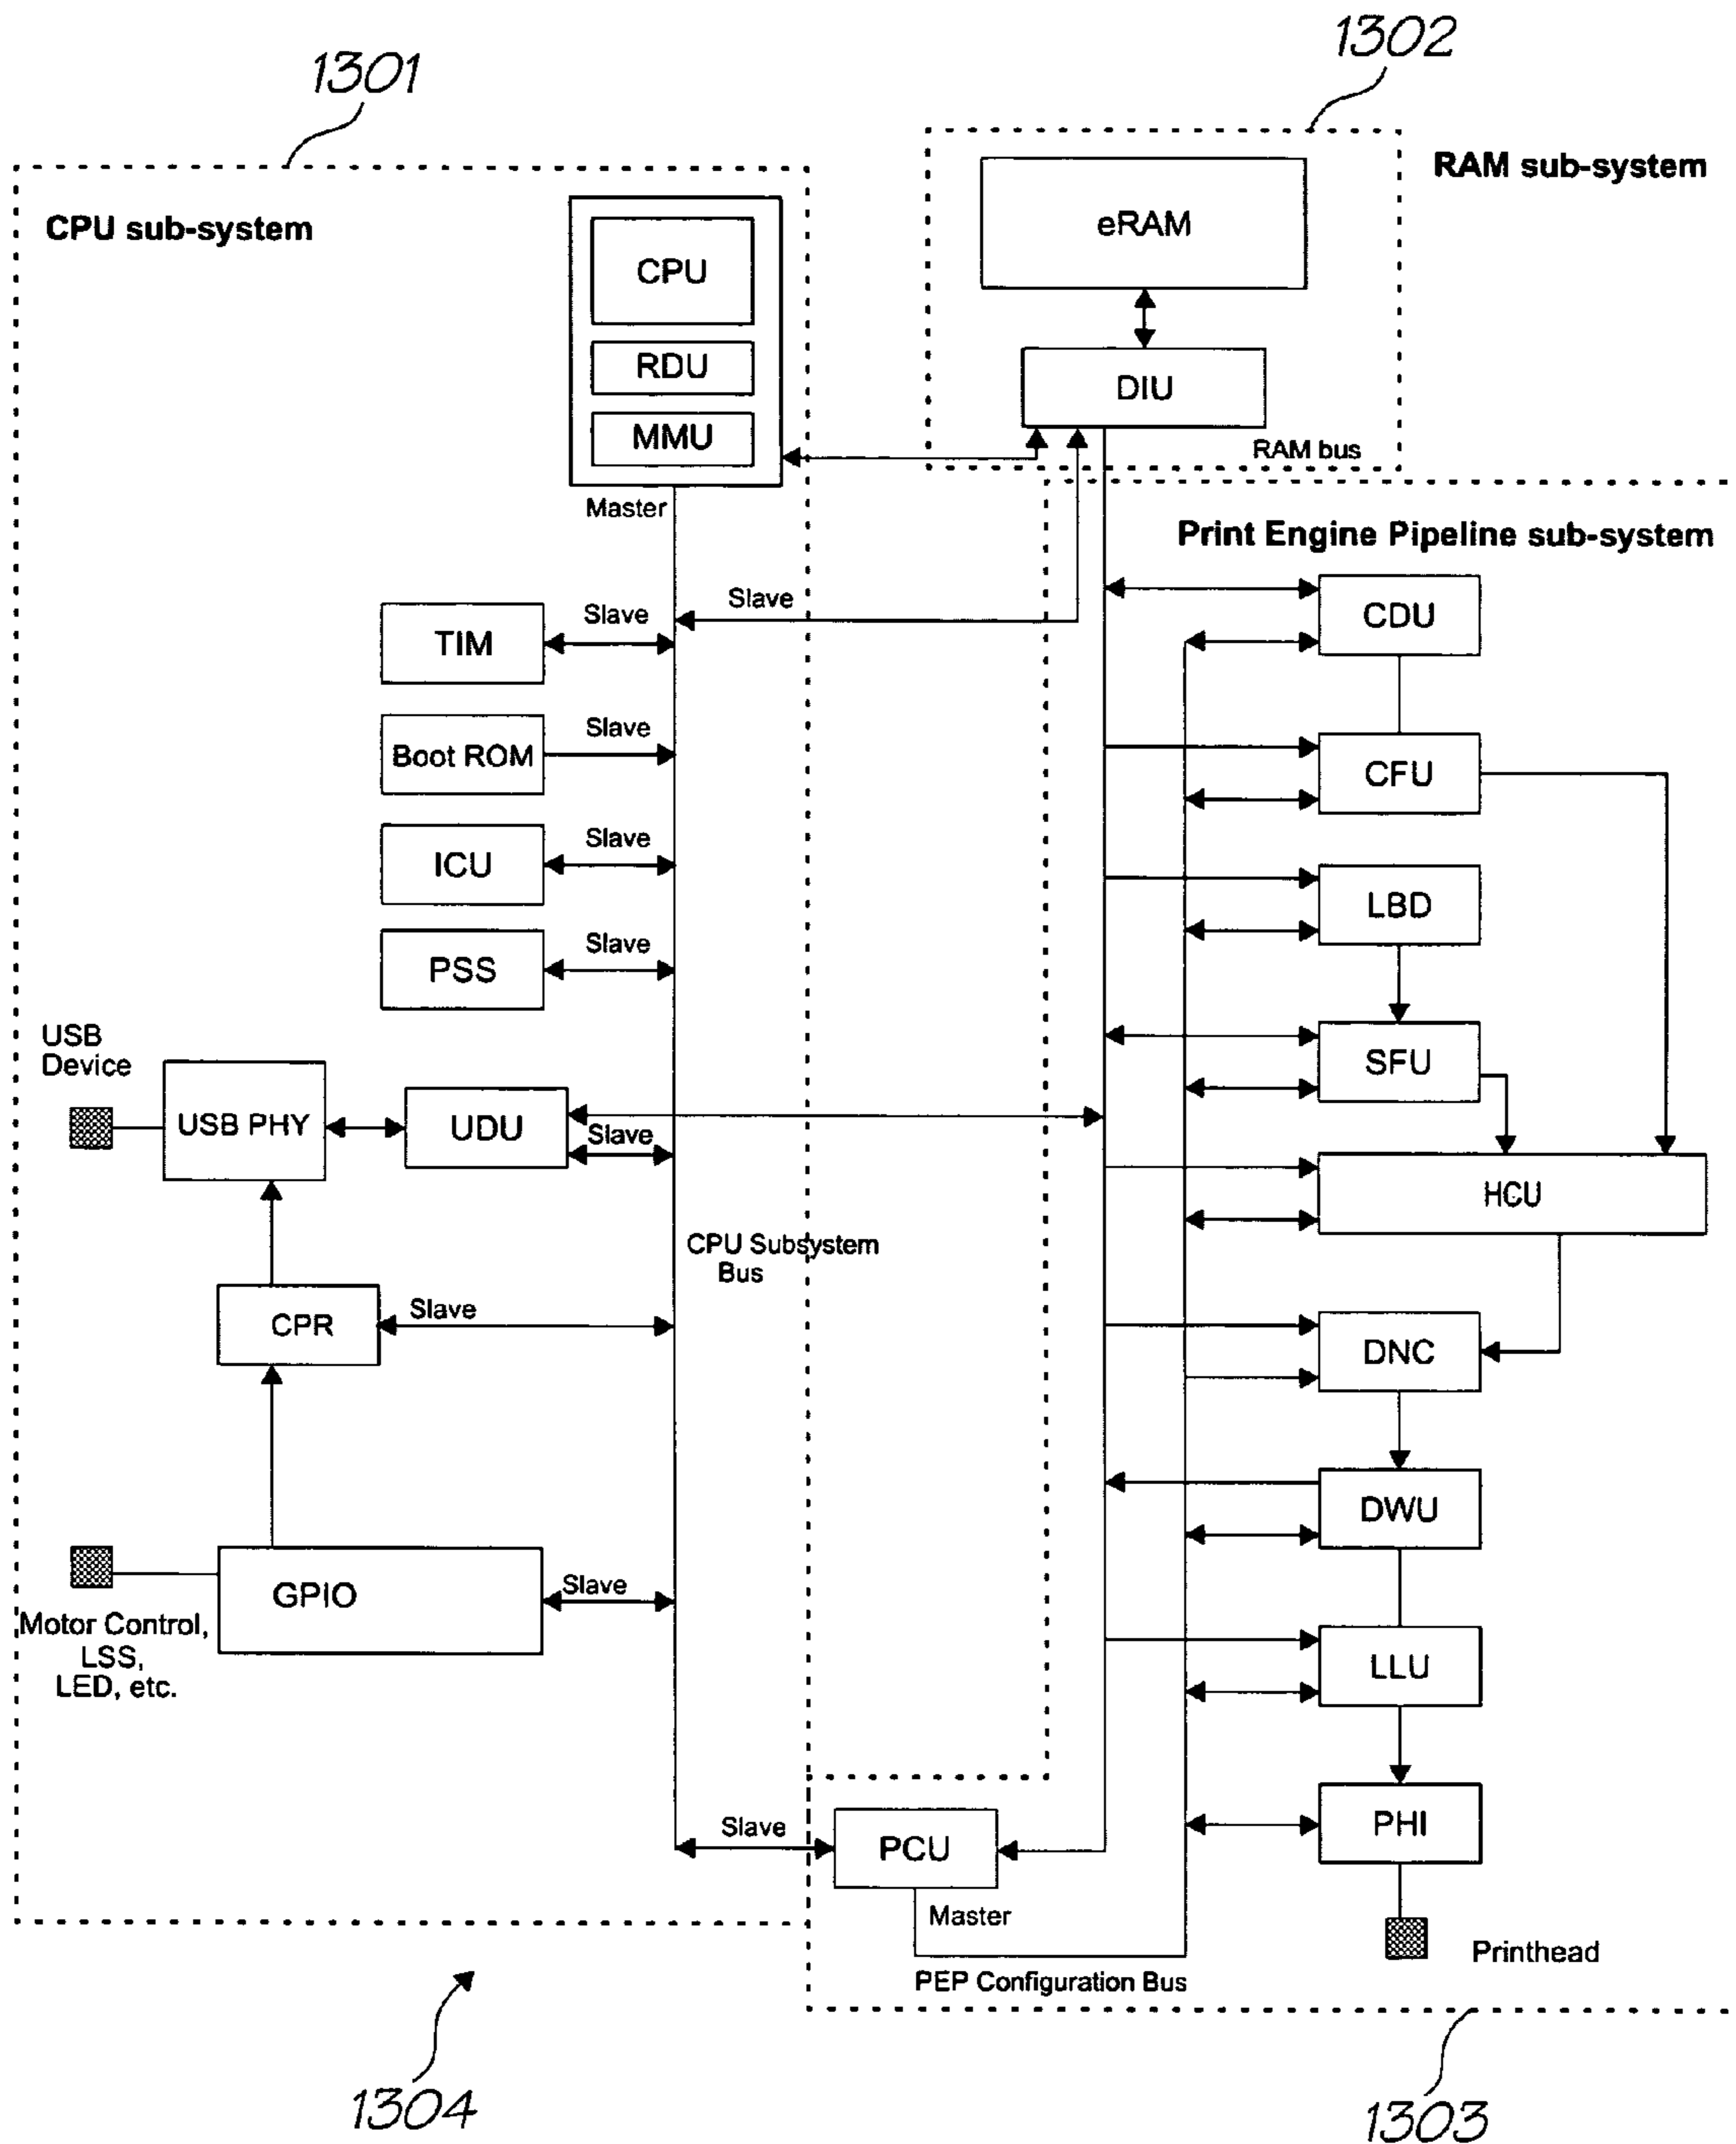 1302
1301
RAM sub-system
CPU sub-system
eRAM
CPU
RDU
DIU
MMU
RAM bus
Master
Print Engine Pipeline sub-system
Slave
Slave
CDU
TIM
Slave
Boot ROM
CFU
Slave
ICU
LBD
Slave
PSS
USB
Device
SFU
USB PHY
UDU
Slave
HCU
CPU Subsystem
Bus
Slave
CPR
DNC
DWU
Slave
GPIO
Motor Control,
LSS,
LED, etc.
LLU
Slave
PHI
PCU
Master
Printhead
PEP Configuration Bus
1304
1303